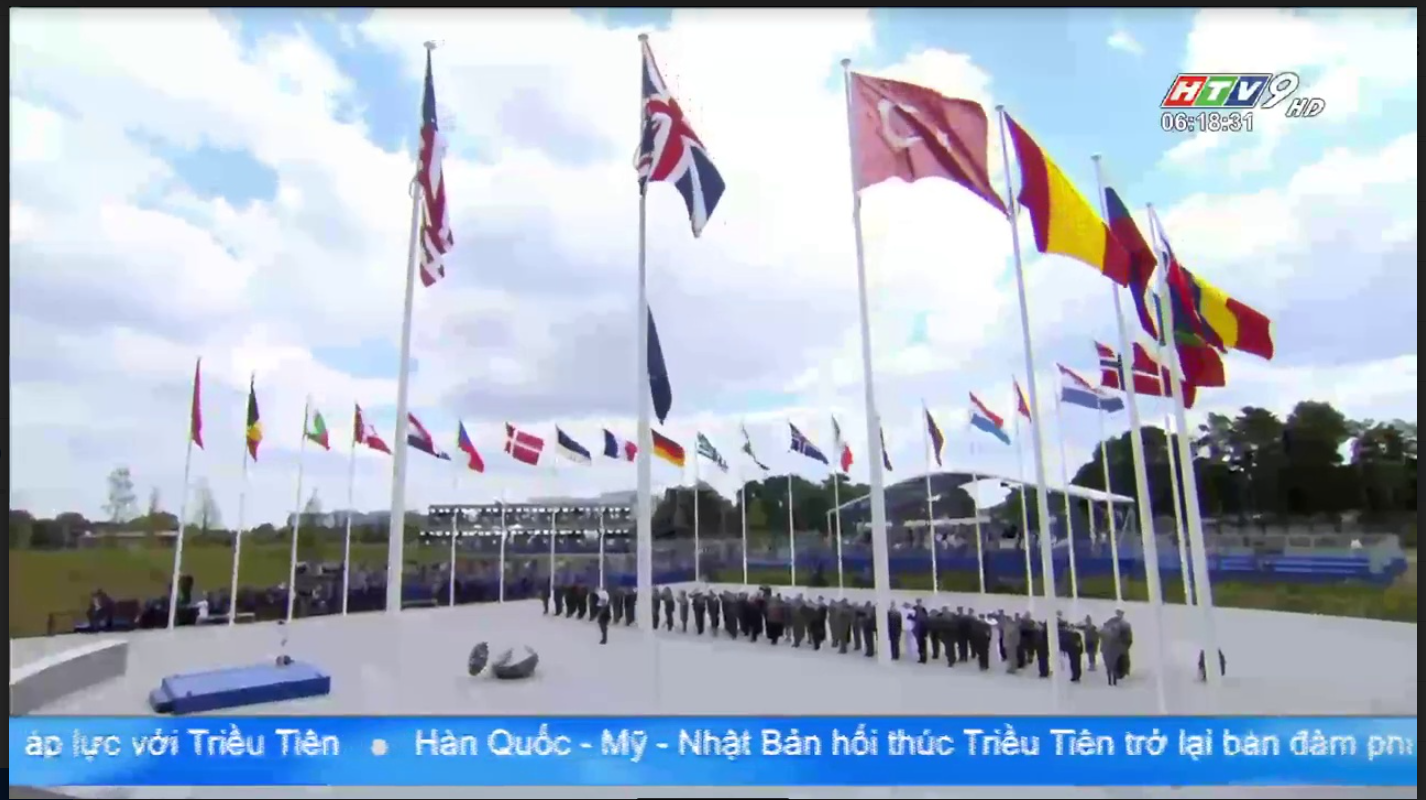 HTV9 HD
06:18:31
áp lực với Triều Tiên • Hàn Quốc - Mỹ - Nhật Bản hối thúc Triều Tiên trở lại bàn đàm